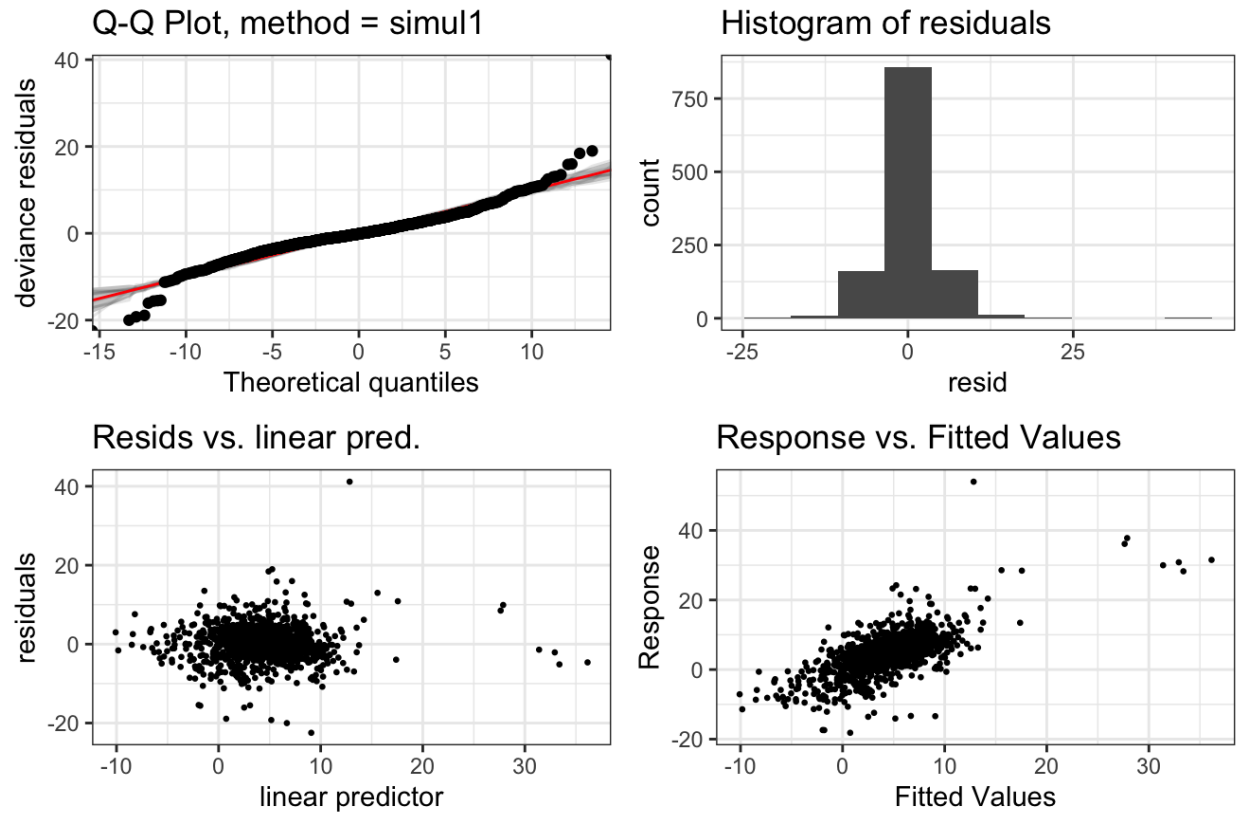 Q-Q Plot, method = simul1
deviance residuals
40
20
0
-20
-15 -10 -5 0 5 10
Theoretical quantiles
Histogram of residuals
count
750
500
250
0
-25 0 25
resid
Resids vs. linear pred.
residuals
40
20
0
-20
-10 0 10 20 30
linear predictor
Response vs. Fitted Values
Response
40
20
0
-20
-10 0 10 20 30
Fitted Values